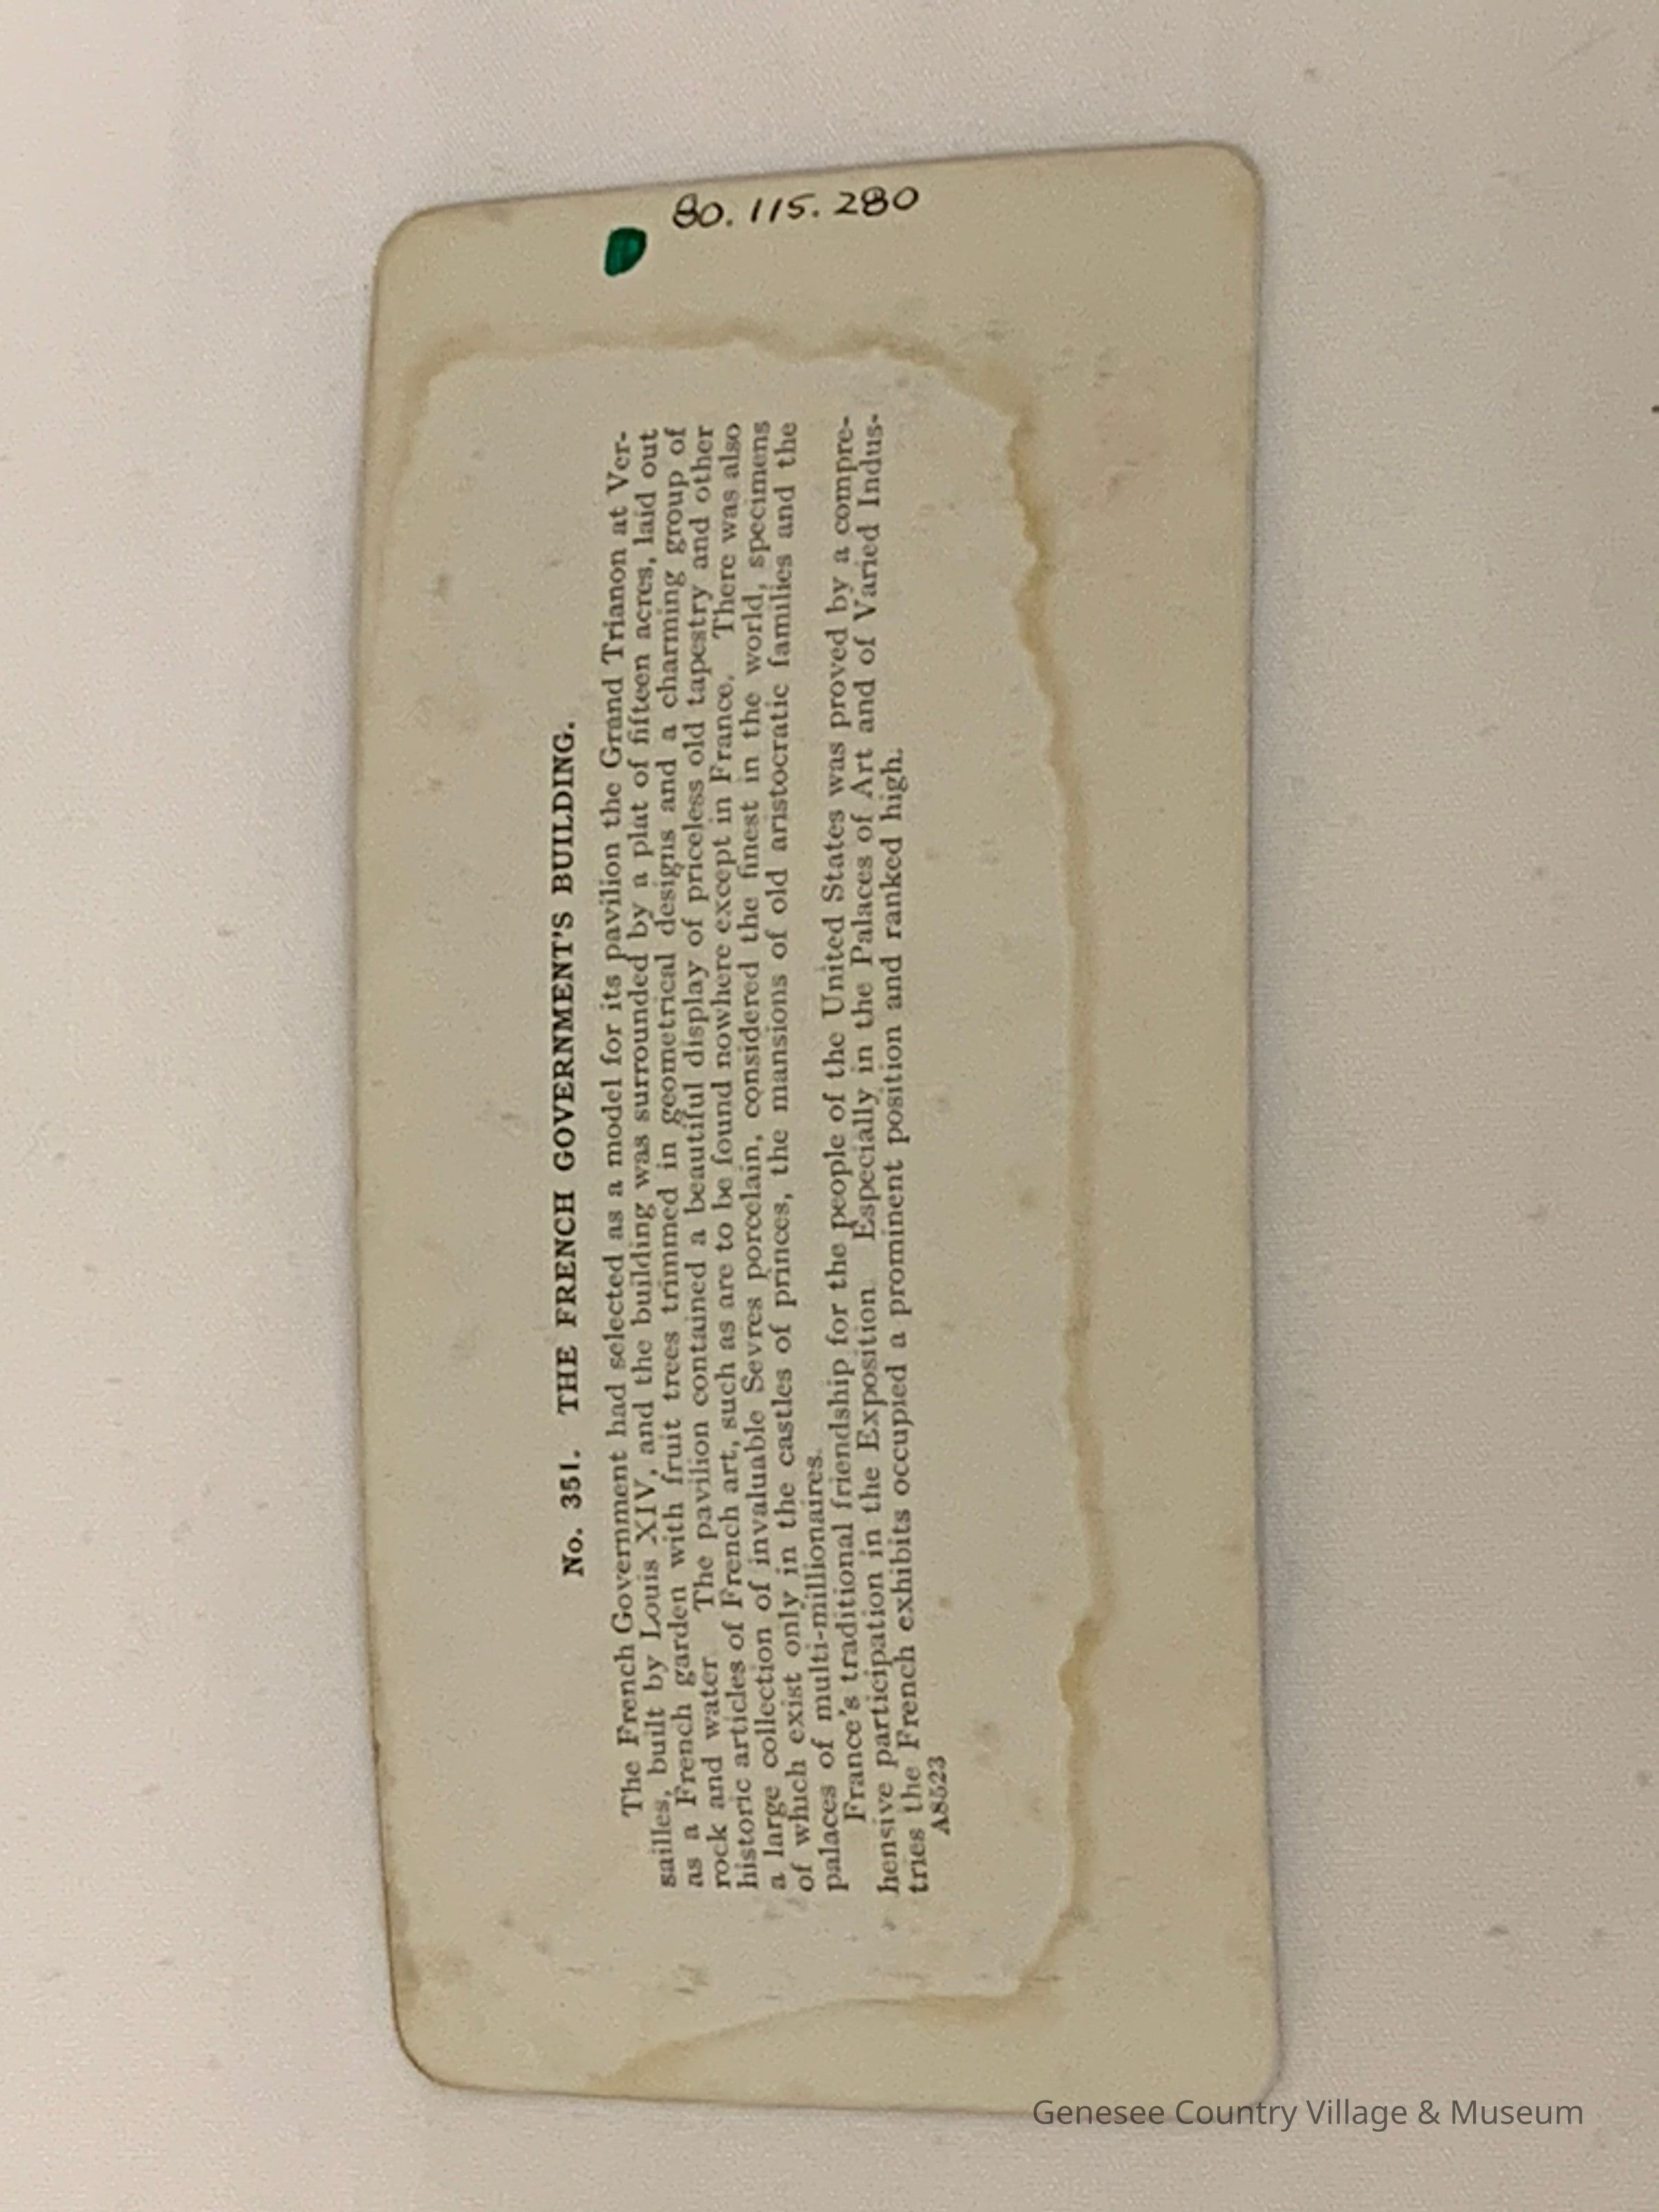 80.115.280
No. 351. THE FRENCH GOVERNMENT'S BUILDING.
The French Government had selected as a model for its pavilion the Grand Trianon at Ver-
sailles, built by Louis XIV, and the building was surrounded by a plat of fifteen acres, laid out
as a French garden with fruit trees trimmed in geometrical designs and a charming group of
rock and water. The pavilion contained a beautiful display of priceless old tapestry and other
historic articles of French art, such as are to be found nowhere except in France. There was also
a large collection of invaluable Sevres porcelain, considered the finest in the world, specimens
of which exist only in the castles of princes, the mansions of old aristocratic families and the
palaces of multi-millionaires.
France's traditional friendship for the people of the United States was proved by a compre-
hensive participation in the Exposition. Especially in the Palaces of Art and of Varied Indus-
tries the French exhibits occupied a prominent position and ranked high.
A8523
Genesee Country Village & Museum